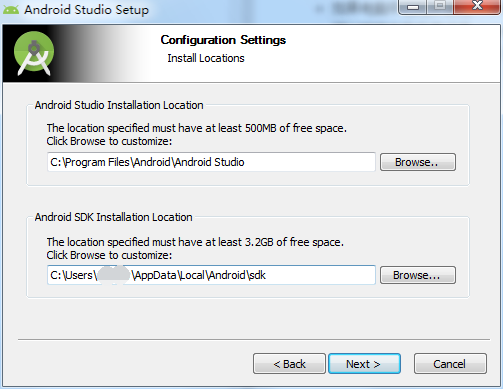 Android Studio Setup
Configuration Settings
Install Locations
Android Studio Installation Location
The location specified must have at least 500MB of free space.
Click Browse to customize:
C:\Program Files\Android\Android Studio
Browse..
Android SDK Installation Location
The location specified must have at least 3.2GB of free space.
Click Browse to customize:
C:\Users\ \AppData\Local\Android\sdk
Browse...
< Back
Next >
Cancel